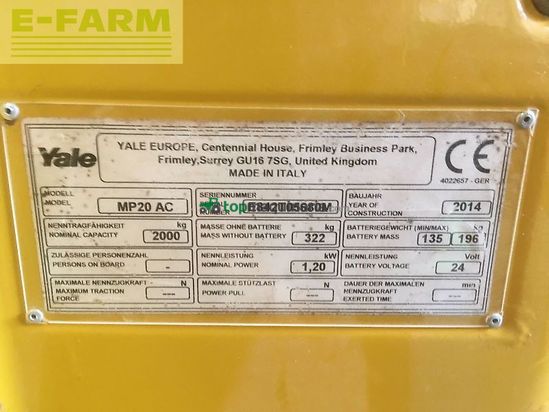 E-FARM
Yale
YALE EUROPE, Centennial House, Frimley Business Park,
Frimley,Surrey GU16 7SG, United Kingdom
MADE IN ITALY
CE
4022657 - GER
MODELL
MODEL
MP20 AC
SERIENNUMMER
BAUJAHR
YEAR OF
CONSTRUCTION
2014
NENNTRAGFÄHIGKEIT kg
NOMINAL CAPACITY 2000
MASSE OHNE BATTERIE kg
MASS WITHOUT BATTERY 322
BATTERIEGEWICHT (MIN/MAX) kg
BATTERY MASS 135 196
ZULÄSSIGE PERSONENZAHL
PERSONS ON BOARD -
NENNLEISTUNG kW
NOMINAL POWER 1,20
NENNLEISTUNG Volt
BATTERY VOLTAGE 24
MAXIMALE NENNZUGKRAFT - N
MAXIMUM TRACTION
FORCE ---
MAXIMALE STÜTZLAST N
POWER-PULL ---
DAUER DER MAXIMALEN min
NENNZUGKRAFT
EXERTED TIME ---